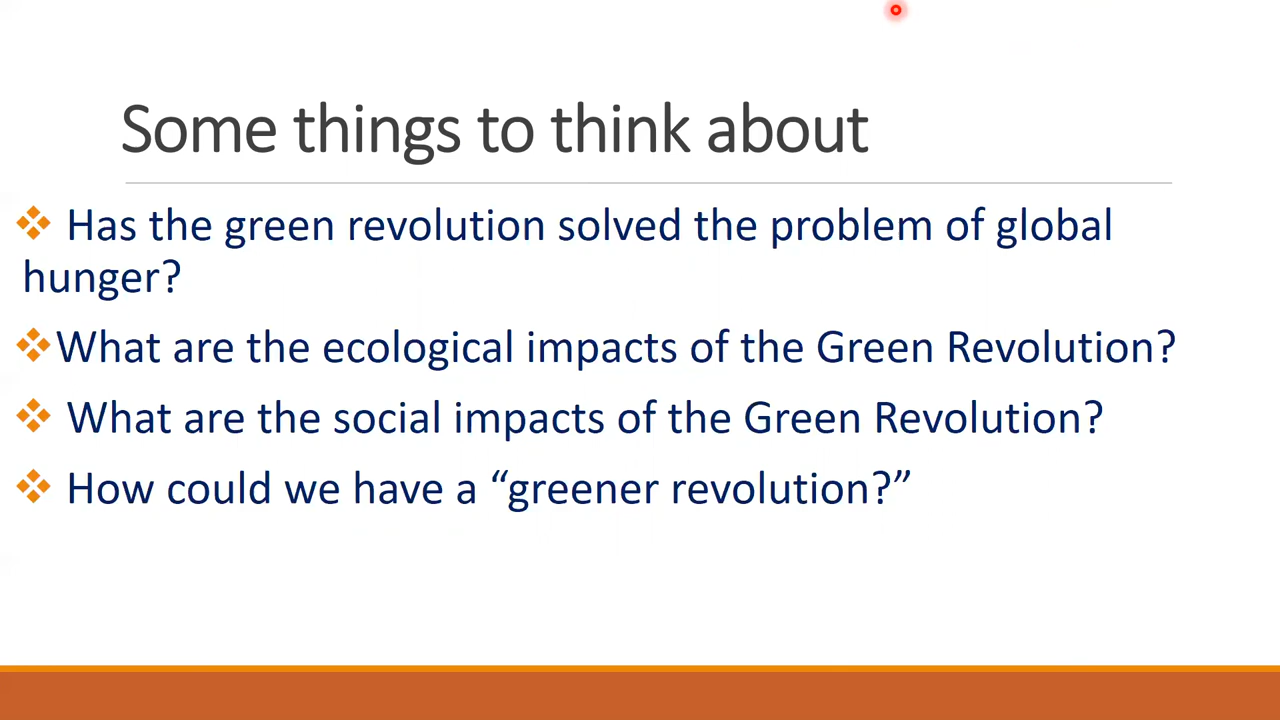 Some things to think about
❖ Has the green revolution solved the problem of global
hunger?
❖What are the ecological impacts of the Green Revolution?
❖ What are the social impacts of the Green Revolution?
❖ How could we have a “greener revolution?”